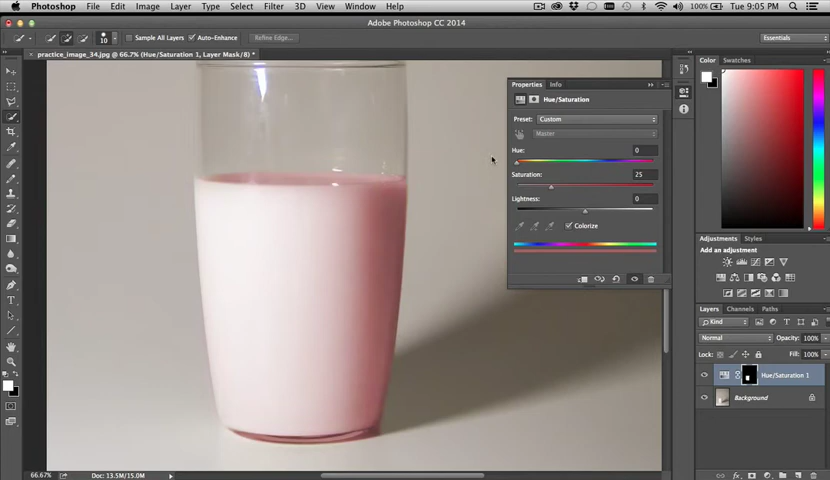 Photoshop File Edit Image Layer Type Select Filter 3D View Window Help 100% Tue 9:05 PM
Adobe Photoshop CC 2014
10 Sample All Layers Auto-Enhance Refine Edge... Essentials
practice_image_34.jpg @ 66.7% (Hue/Saturation 1, Layer Mask/8) *
Properties Info
Hue/Saturation
Preset: Custom
Master
Hue: 0
Saturation: 25
Lightness: 0
Colorize
Color Swatches
Adjustments Styles
Add an adjustment
Layers Channels Paths
Kind
Normal Opacity: 100%
Lock: Fill: 100%
Hue/Saturation 1
Background
66.67% Doc: 13.5M/15.0M